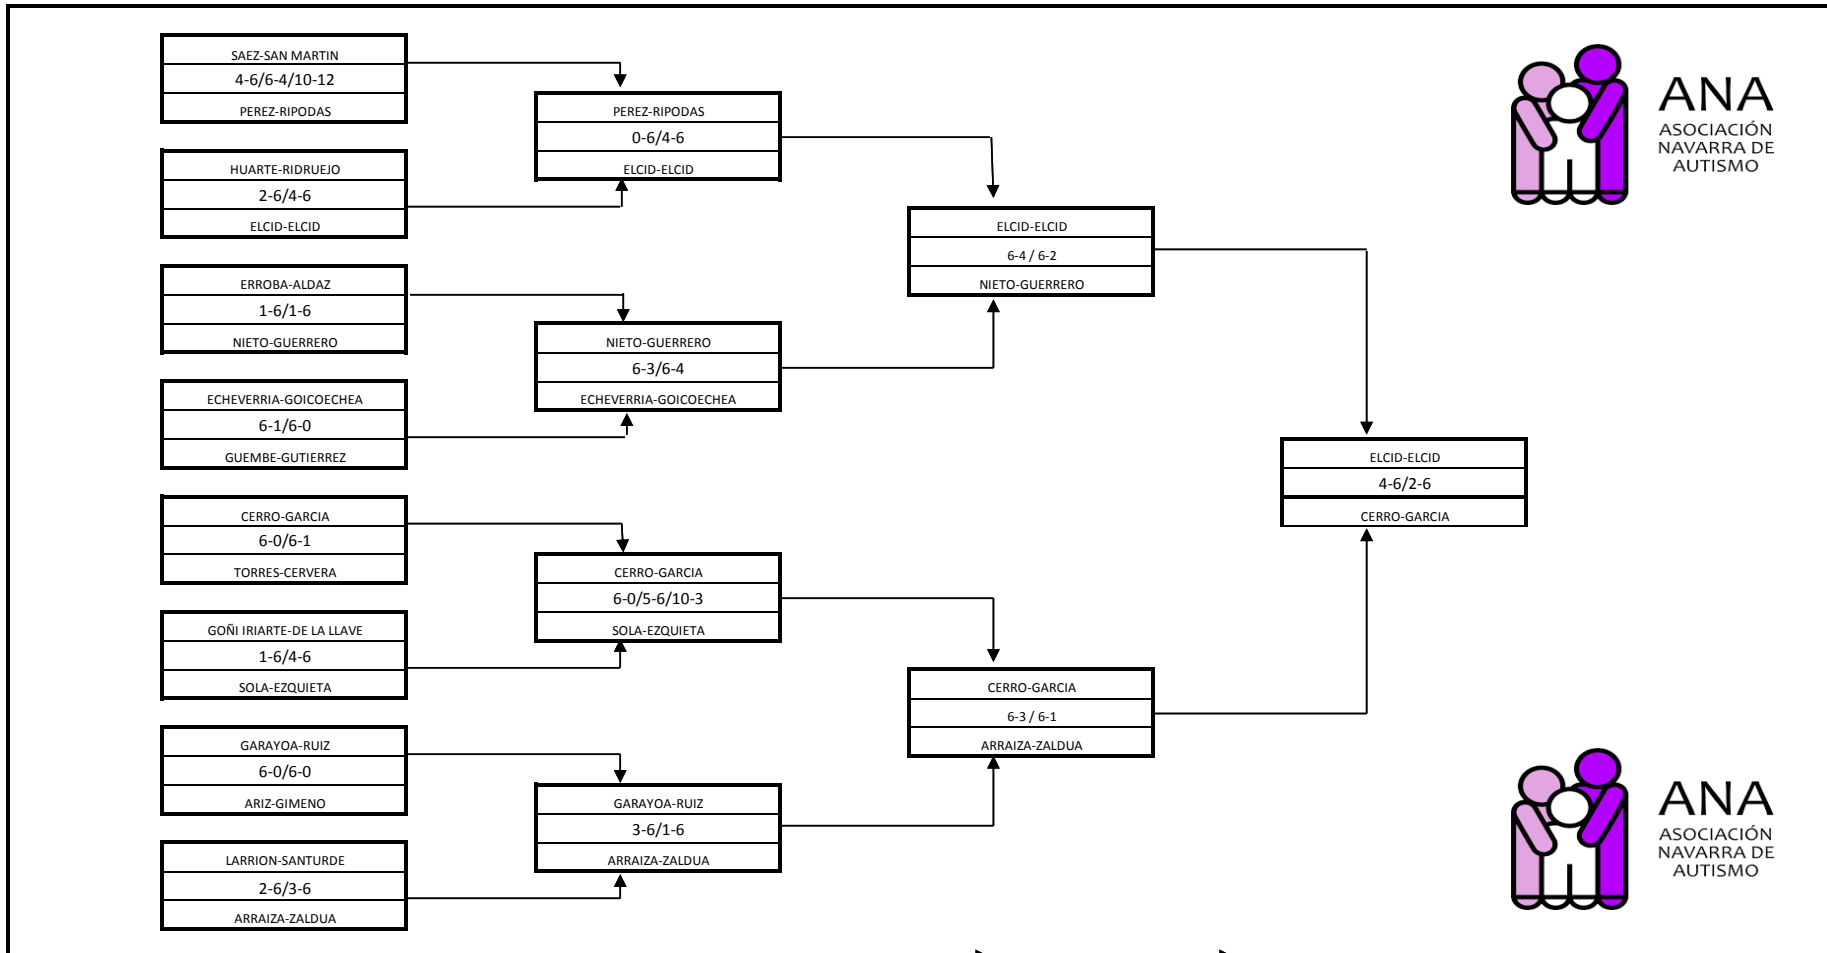 SAEZ-SAN MARTIN
4-6/6-4/10-12
PEREZ-RIPODAS
HUARTE-RIDRUEJO
2-6/4-6
ELCID-ELCID
ERROBA-ALDAZ
1-6/1-6
NIETO-GUERRERO
ECHEVERRIA-GOICOECHEA
6-1/6-0
GUEMBE-GUTIERREZ
CERRO-GARCIA
6-0/6-1
TORRES-CERVERA
GOÑI IRIARTE-DE LA LLAVE
1-6/4-6
SOLA-EZQUIETA
GARAYOA-RUIZ
6-0/6-0
ARIZ-GIMENO
LARRION-SANTURDE
2-6/3-6
ARRAIZA-ZALDUA
PEREZ-RIPODAS
0-6/4-6
ELCID-ELCID
NIETO-GUERRERO
6-3/6-4
ECHEVERRIA-GOICOECHEA
CERRO-GARCIA
6-0/5-6/10-3
SOLA-EZQUIETA
GARAYOA-RUIZ
3-6/1-6
ARRAIZA-ZALDUA
ELCID-ELCID
6-4 / 6-2
NIETO-GUERRERO
CERRO-GARCIA
6-3 / 6-1
ARRAIZA-ZALDUA
ELCID-ELCID
4-6/2-6
CERRO-GARCIA
ANA
ASOCIACIÓN
NAVARRA DE
AUTISMO
ANA
ASOCIACIÓN
NAVARRA DE
AUTISMO